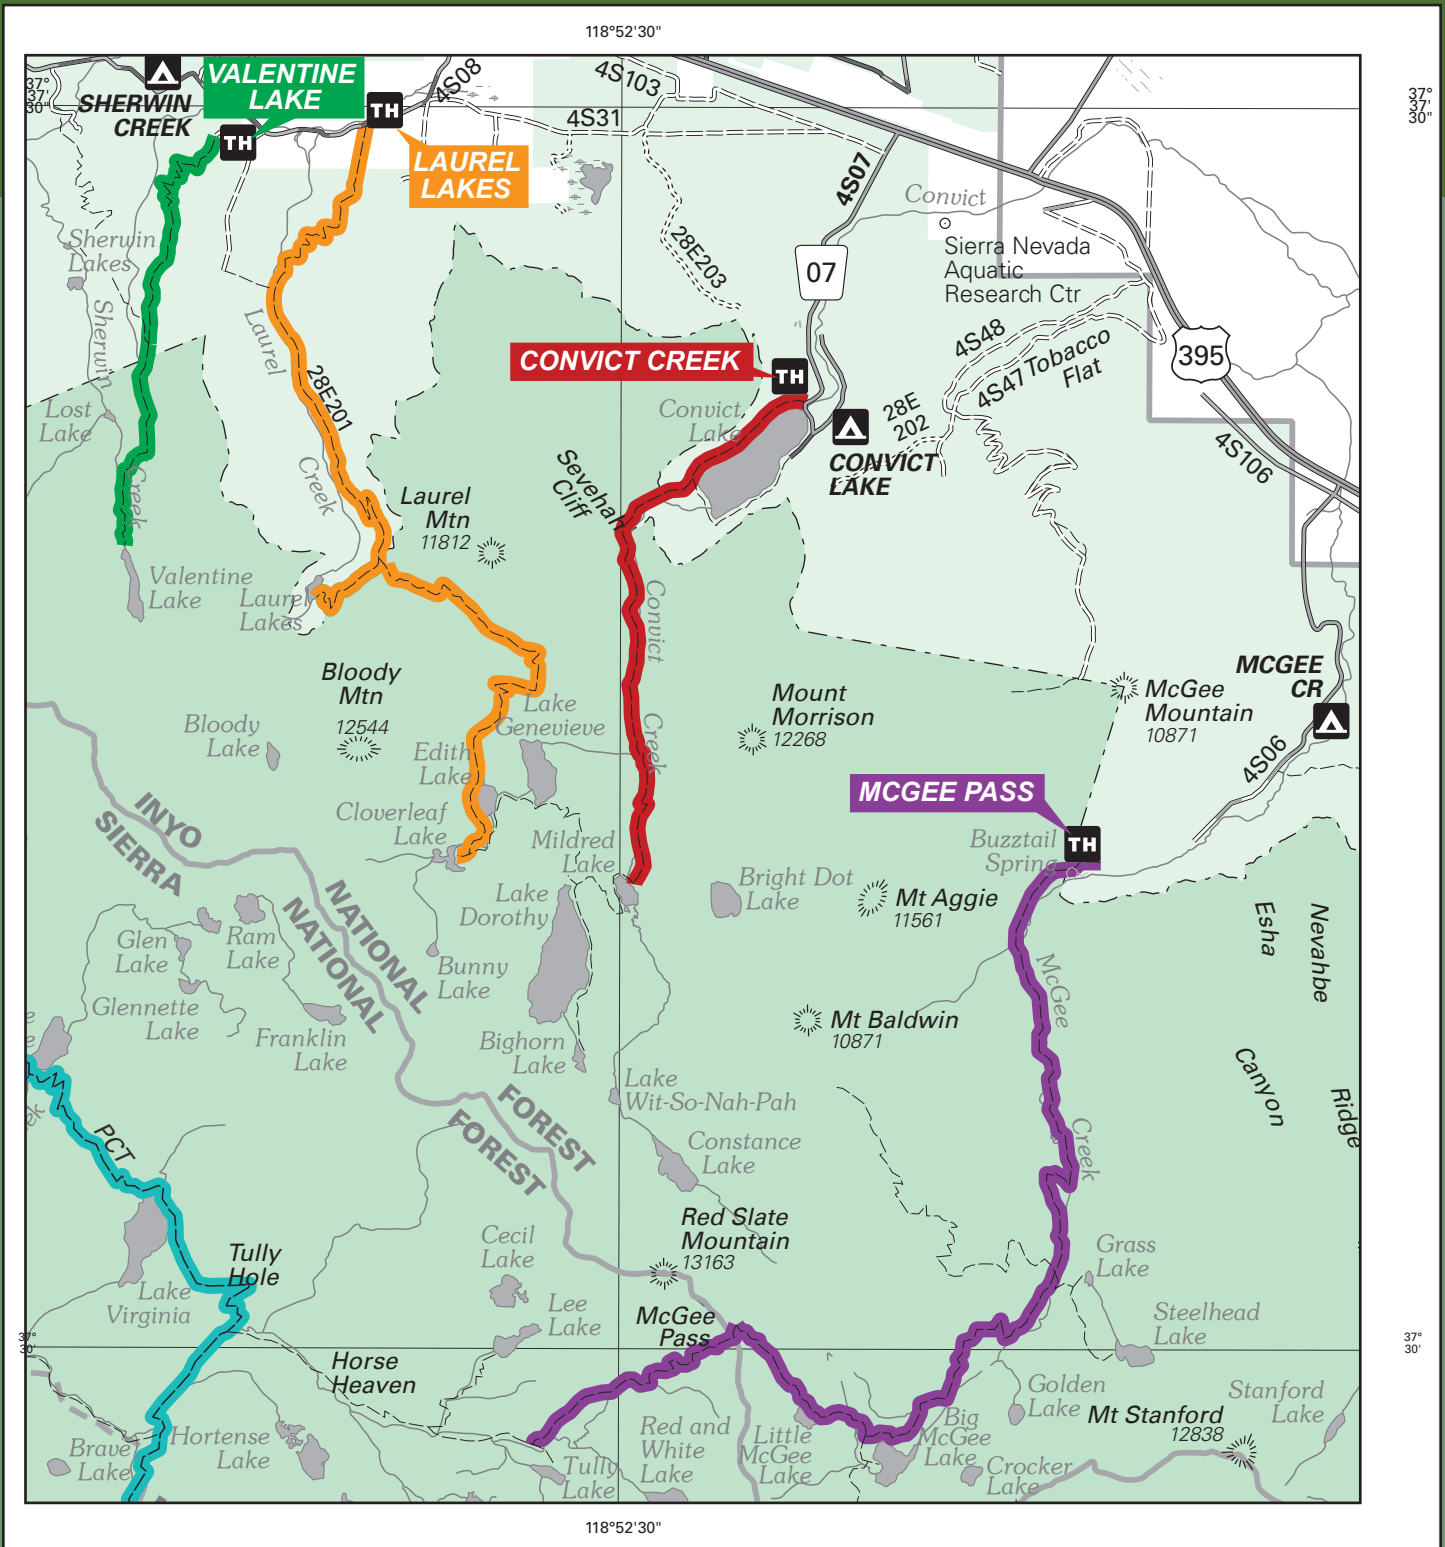 118°52'30"
37°
37'
30"
37°
37'
30"
SHERWIN
CREEK
VALENTINE
LAKE
TH
TH
4S08
4S103
4S31
LAUREL
LAKES
4S07
Convict
Sierra Nevada
Aquatic
Research Ctr
07
28E203
Sherwin
Lakes
Sherwin
Creek
Laurel
Creek
28E201
4S48
4S47
Tobacco
Flat
395
CONVICT CREEK
TH
Convict
Lake
28E
202
CONVICT
LAKE
4S106
Lost
Lake
Sevehah
Cliff
Laurel
Mtn
11812
Valentine
Lake
Laurel
Lakes
Convict
Creek
Bloody
Mtn
12544
Bloody
Lake
Lake
Genevieve
Edith
Lake
Mount
Morrison
12268
McGee
Mountain
10871
MCGEE
CR
4S06
MCGEE PASS
TH
Buzztail
Spring
Cloverleaf
Lake
Mildred
Lake
INYO
NATIONAL
FOREST
SIERRA
NATIONAL
FOREST
Lake
Dorothy
Bright Dot
Lake
Mt Aggie
11561
Esha
Canyon
Nevahbe
Ridge
Glen
Lake
Ram
Lake
Bunny
Lake
Glennette
Lake
Franklin
Lake
Bighorn
Lake
Mt Baldwin
10871
McGee
Creek
e
e
ek
Lake
Wit-So-Nah-Pah
PCT
Constance
Lake
Red Slate
Mountain
13163
Cecil
Lake
Tully
Hole
Lake
Virginia
Lee
Lake
McGee
Pass
Grass
Lake
Steelhead
Lake
37°
30'
37°
30'
Horse
Heaven
Golden
Lake
Mt Stanford
12838
Stanford
Lake
Brave
Lake
Hortense
Lake
Red and
White
Lake
Little
McGee
Lake
Big
McGee
Lake
Crocker
Lake
Tully
Lake
118°52'30"